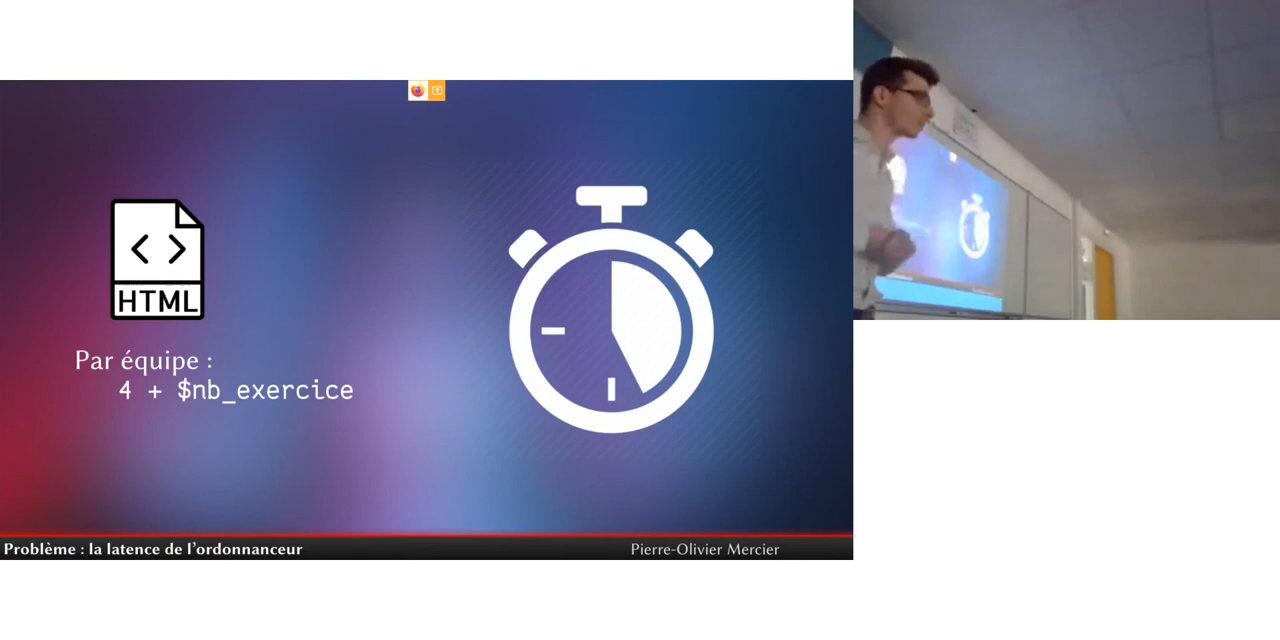 HTML
Par équipe :
4 + $nb_exercice
Problème : la latence de l'ordonnanceur
Pierre-Olivier Mercier